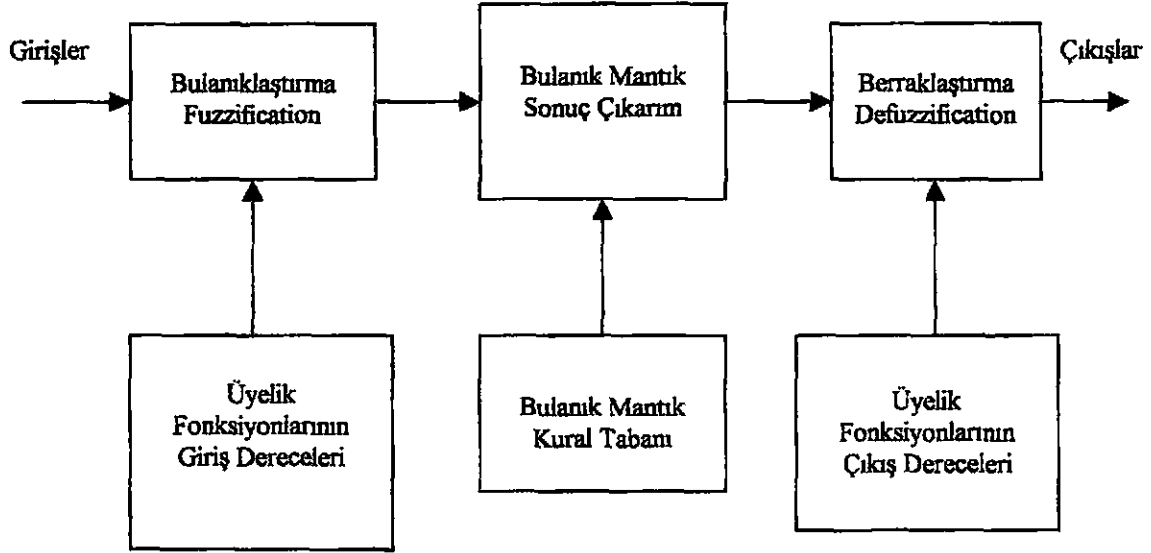 Girişler
Bulanıklaştırma
Fuzzification
Bulanık Mantık
Sonuç Çıkarım
Berraklaştırma
Defuzzification
Çıkışlar
Üyelik
Fonksiyonlarının
Giriş Dereceleri
Bulanık Mantık
Kural Tabanı
Üyelik
Fonksiyonlarının
Çıkış Dereceleri